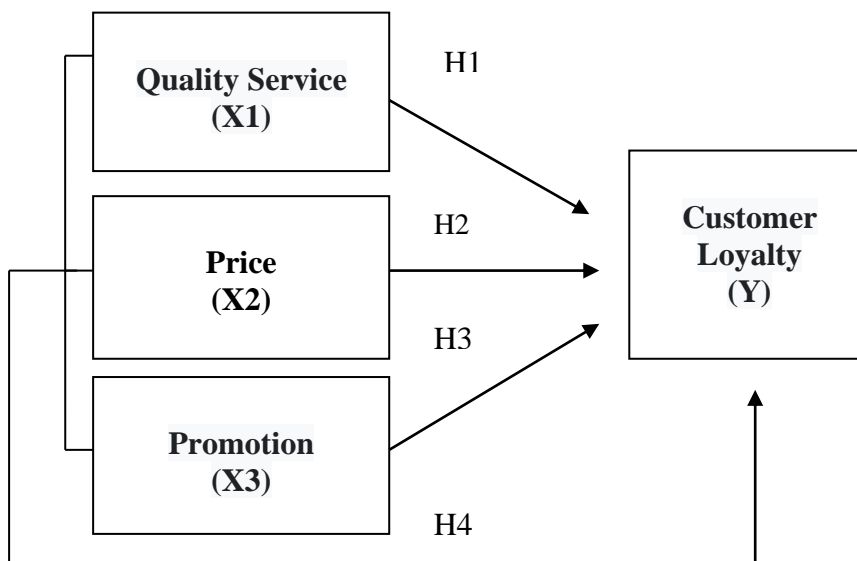 H1
Quality Service
(X1)
H2
Customer
Loyalty
(Y)
Price
(X2)
H3
Promotion
(X3)
H4